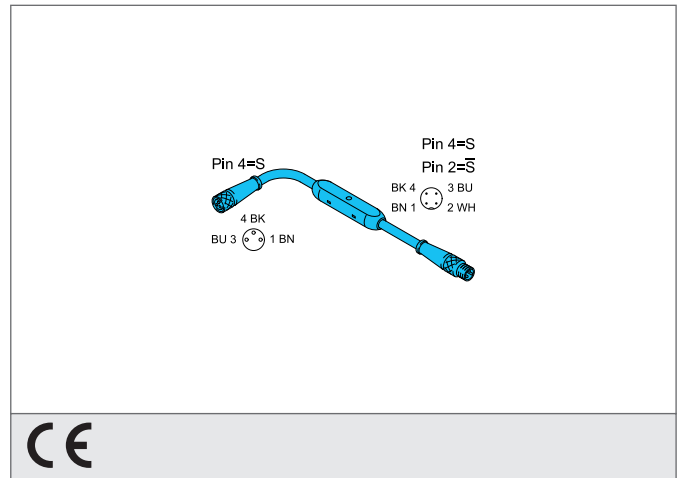 Pin 4=S
Pin 2=S̅
Pin 4=S
BK 4 3 BU
BN 1 2 WH
4 BK
BU 3 1 BN
CE